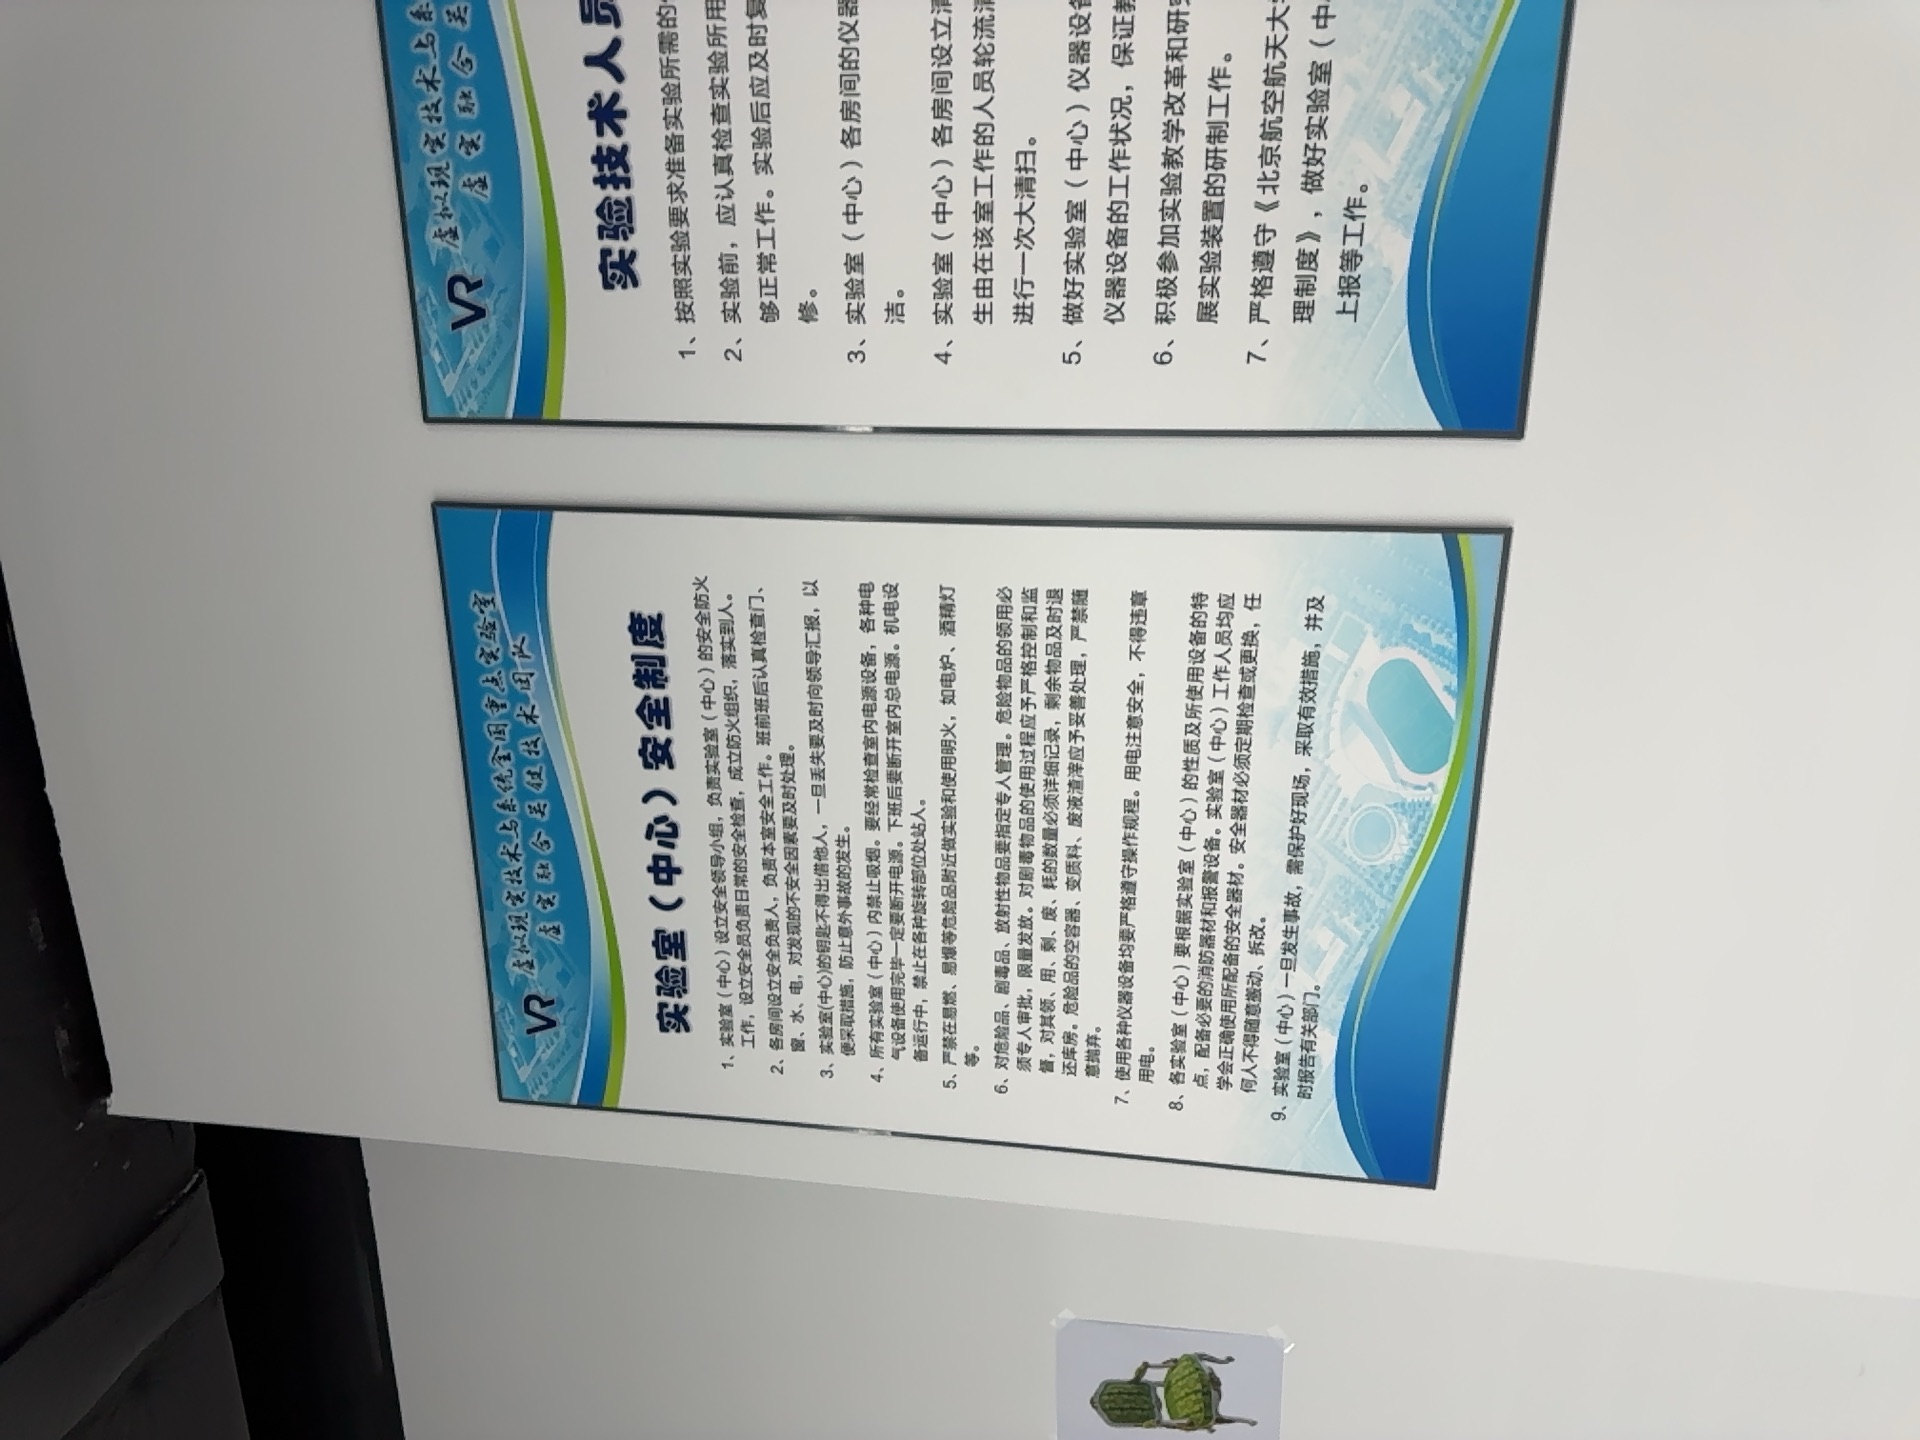 VR 虚拟现实技术与系统全国重点实验室
虚实融合关键技术团队
实验室（中心）安全制度
1、实验室（中心）设立安全领导小组，负责实验室（中心）的安全防火
工作，设立安全员负责日常的安全检查，成立防火组织，落实到人。
2、各房间设立安全负责人，负责本室安全工作。班前班后认真检查门、
窗、水、电，对发现的不安全因素要及时处理。
3、实验室(中心)的钥匙不得出借他人，一旦丢失要及时向领导汇报，以
便采取措施，防止意外事故的发生。
4、所有实验室（中心）内禁止吸烟。要经常检查室内电源设备，各种电
气设备使用完毕一定要断开电源。下班后要断开室内总电源。机电设
备运行中，禁止在各种旋转部位处站人。
5、严禁在易燃、易爆等危险品附近做实验和使用明火，如电炉、酒精灯
等。
6、对危险品、剧毒品、放射性物品要指定专人管理。危险物品的领用必
须专人审批，限量发放。对剧毒物品的使用过程应予严格控制和监
督，对其领、用、剩、废、耗的数量必须详细记录，剩余物品及时退
还库房。危险品的空容器、变质料、废液渣滓应予妥善处理，严禁随
意抛弃。
7、使用各种仪器设备均要严格遵守操作规程。用电注意安全，不得违章
用电。
8、各实验室（中心）要根据实验室（中心）的性质及所使用设备的特
点，配备必要的消防器材和报警设备。实验室（中心）工作人员均应
学会正确使用所配备的安全器材。安全器材必须定期检查或更换，任
何人不得随意搬动、拆改。
9、实验室（中心）一旦发生事故，需保护好现场，采取有效措施，并及
时报告有关部门。
VR 虚拟现实技术与系
虚实融合关
实验技术人员
1、按照实验要求准备实验所需的
2、实验前，应认真检查实验所用
够正常工作。实验后应及时复
修。
3、实验室（中心）各房间的仪器
洁。
4、实验室（中心）各房间设立清
生由在该室工作的人员轮流清
进行一次大清扫。
5、做好实验室（中心）仪器设备
仪器设备的工作状况，保证教
6、积极参加实验教学改革和研究
展实验装置的研制工作。
7、严格遵守《北京航空航天大学
理制度》，做好实验室（中
上报等工作。